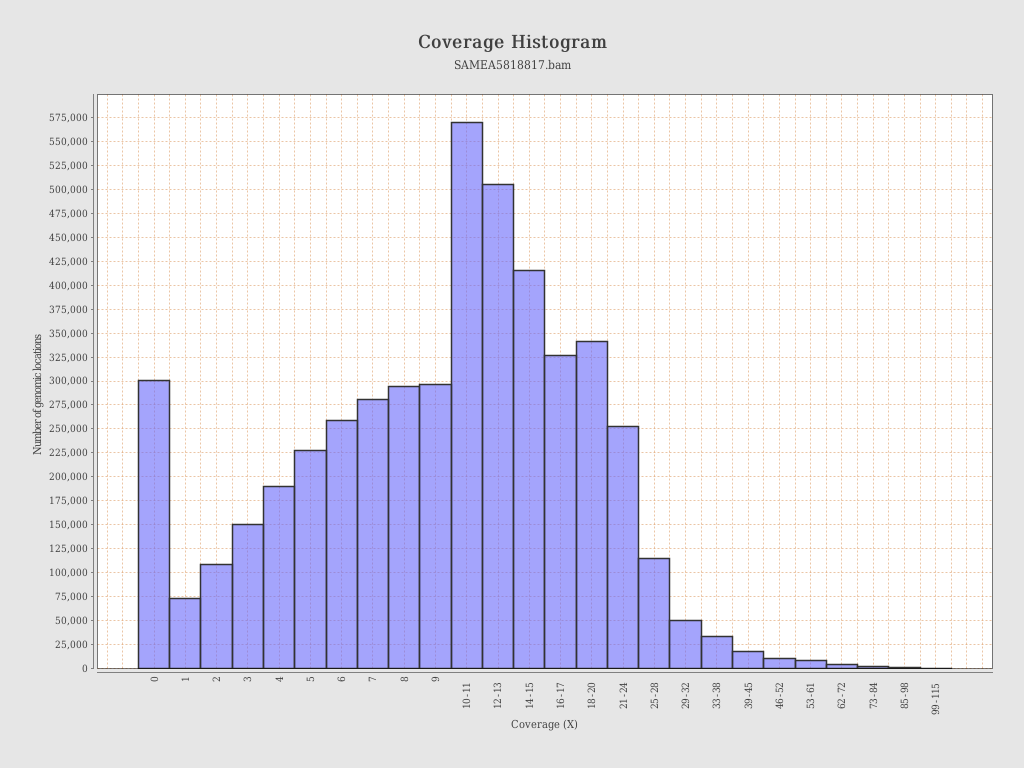 Coverage Histogram
SAMEA5818817.bam
575,000
550,000
525,000
500,000
475,000
450,000
425,000
400,000
375,000
350,000
325,000
300,000
275,000
250,000
225,000
200,000
175,000
150,000
125,000
100,000
75,000
50,000
25,000
0
Number of genomic locations
0
1
2
3
4
5
6
7
8
9
10 - 11
12 - 13
14 - 15
16 - 17
18 - 20
21 - 24
25 - 28
29 - 32
33 - 38
39 - 45
46 - 52
53 - 61
62 - 72
73 - 84
85 - 98
99 - 115
Coverage (X)